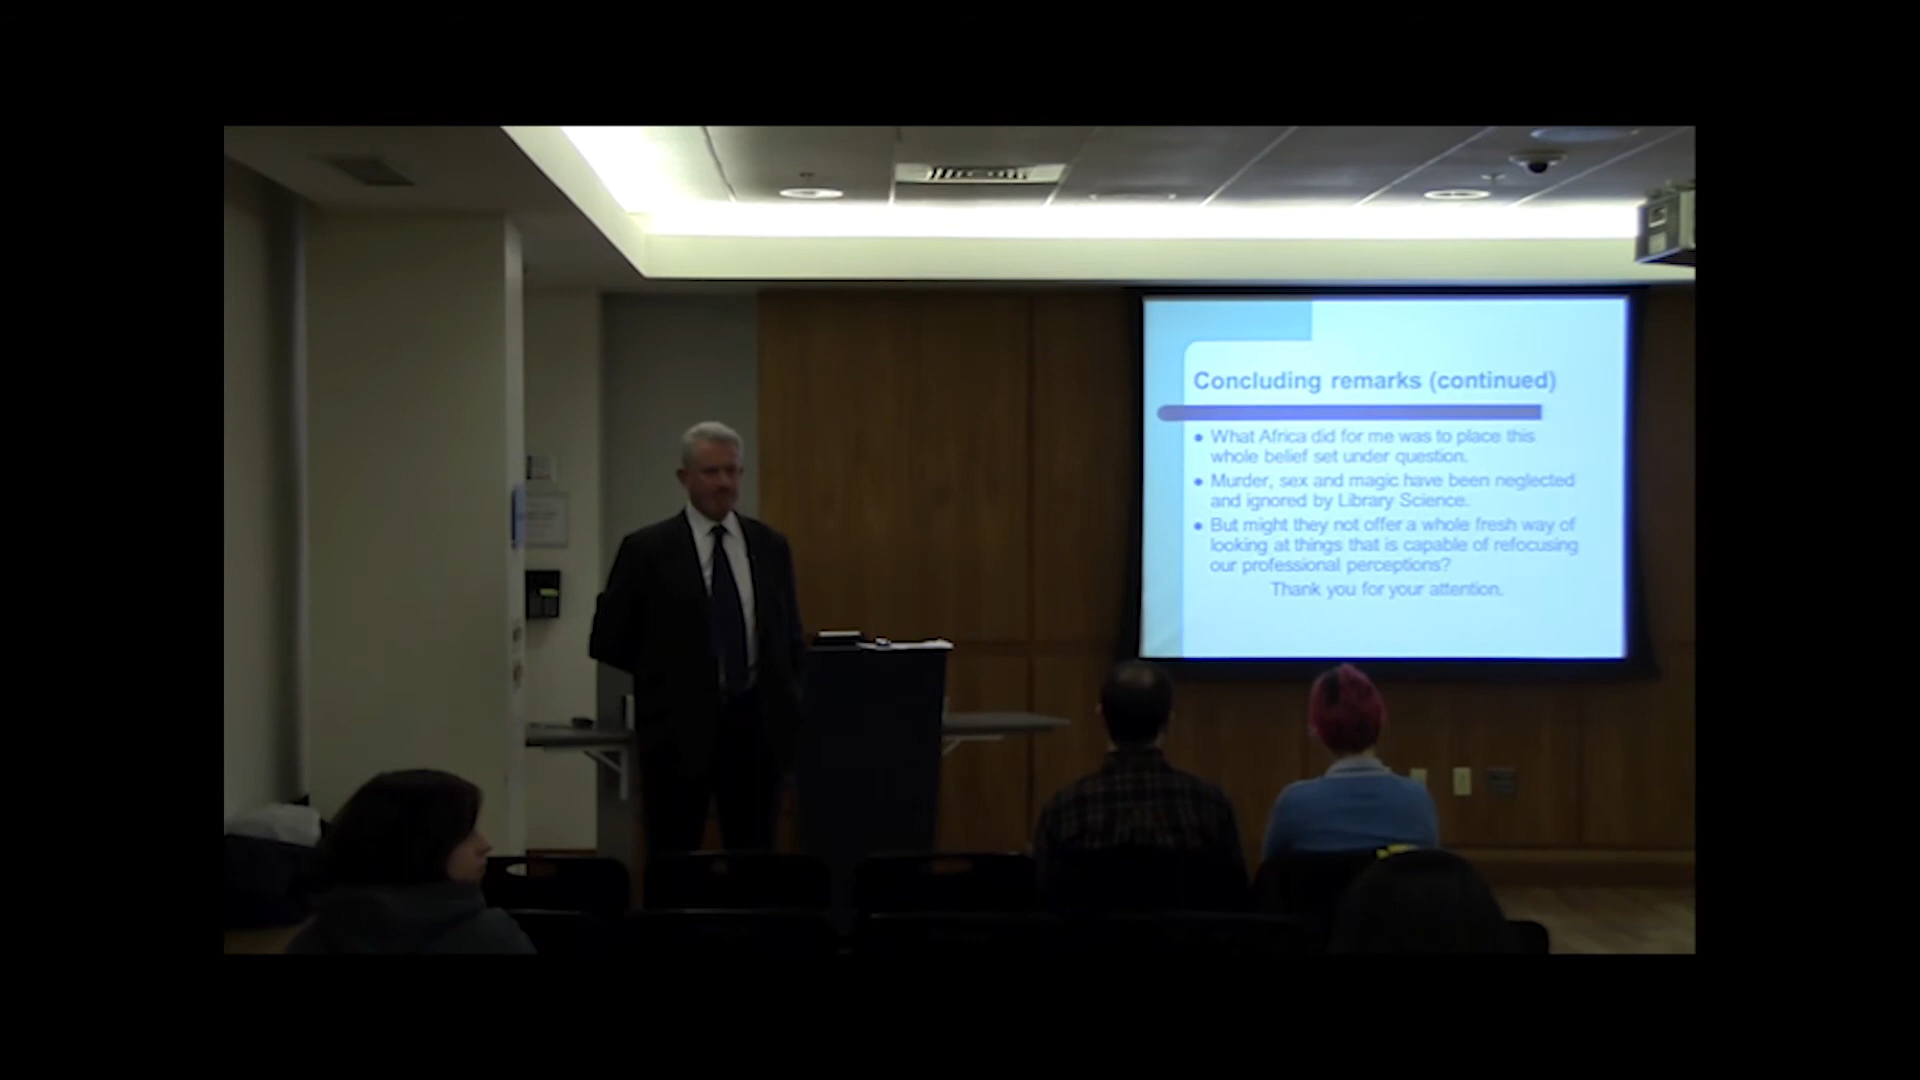 Concluding remarks (continued)
• What Africa did for me was to place this
whole belief set under question.
• Murder, sex and magic have been neglected
and ignored by Library Science.
• But might they not offer a whole fresh way of
looking at things that is capable of refocusing
our professional perceptions?
Thank you for your attention.